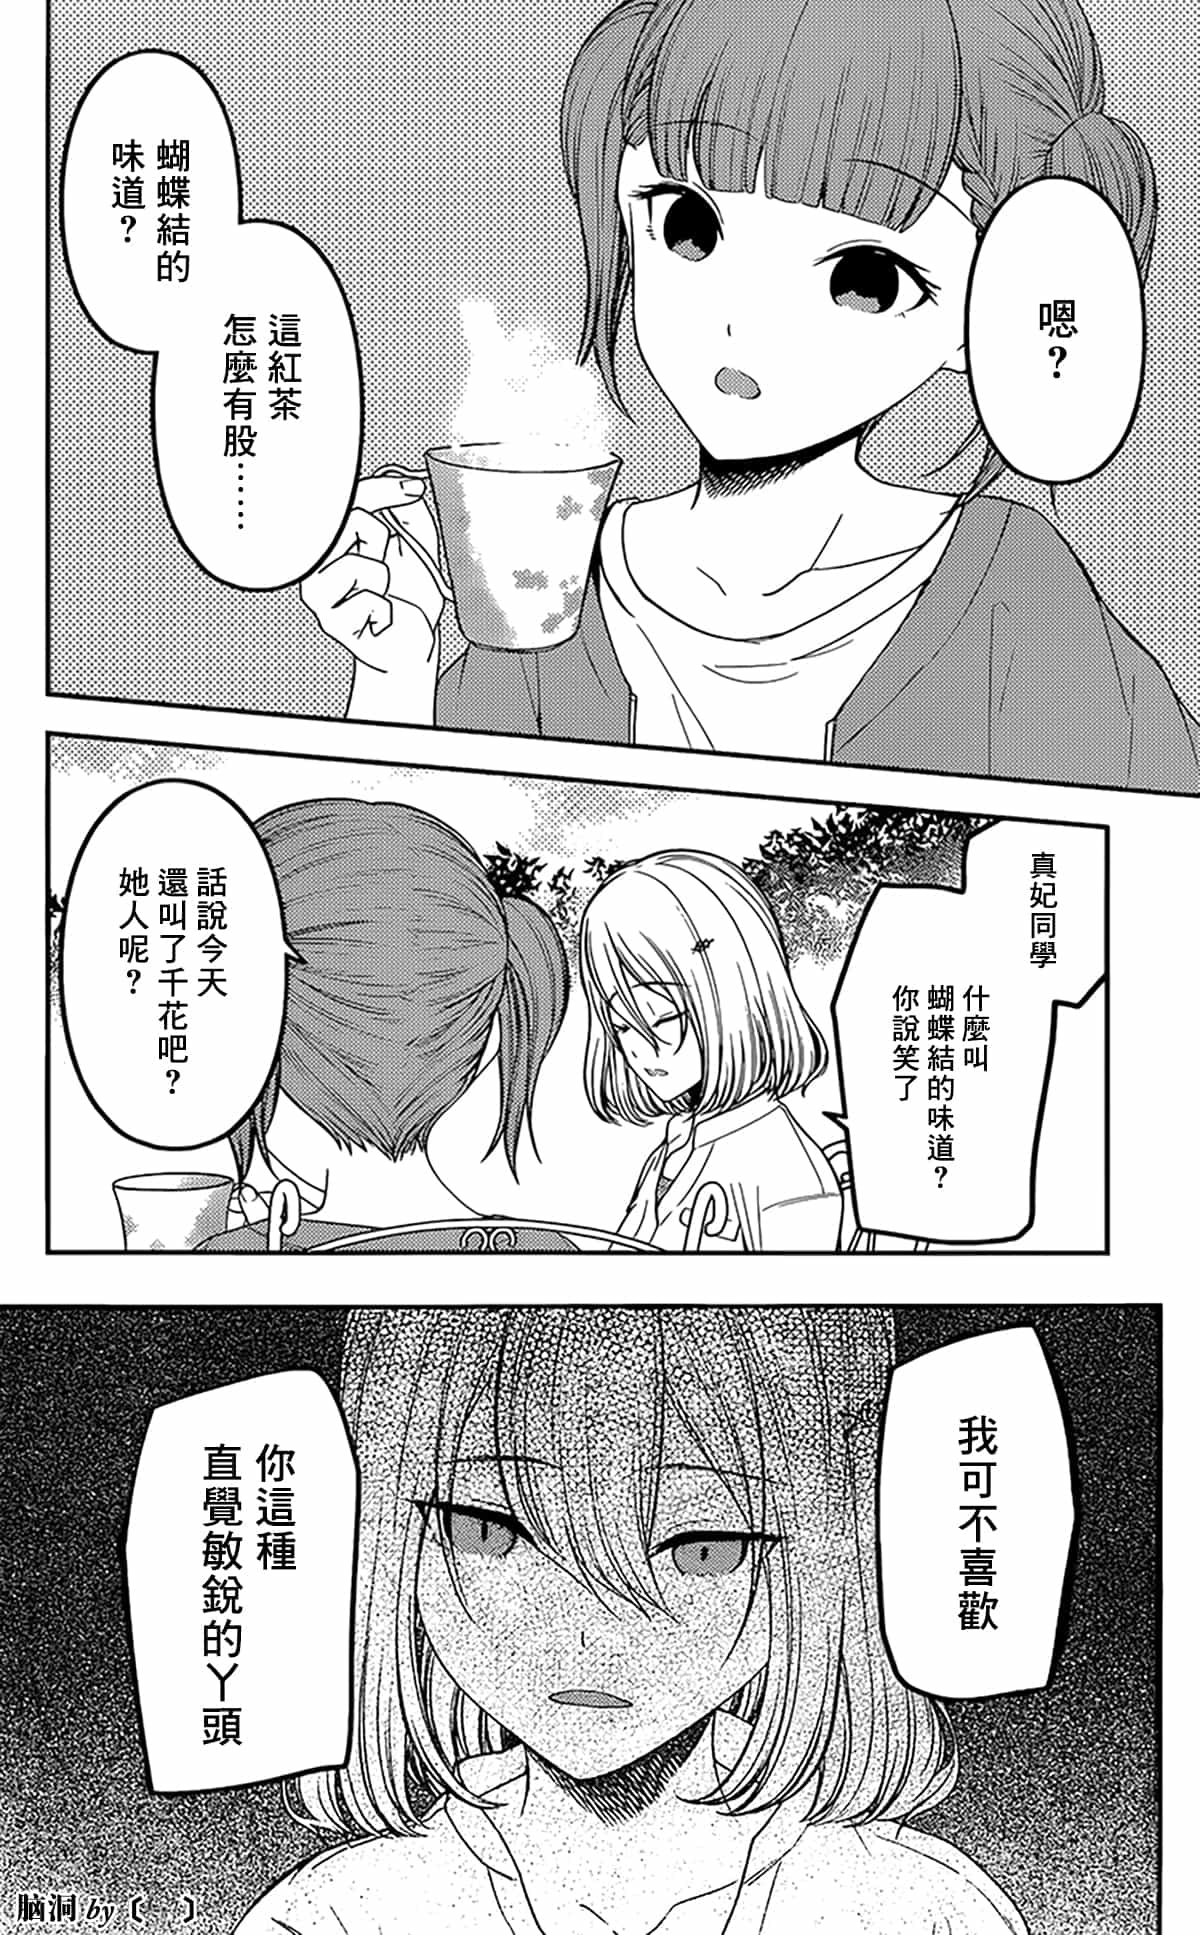 嗯？
這紅茶
怎麼有股……
蝴蝶結的
味道？
真妃同學
什麼叫
蝴蝶結的味道？
你說笑了
話說今天
還叫了千花吧？
她人呢？
我可不喜歡
你這種
直覺敏銳的丫頭
脑洞 by〔一〕